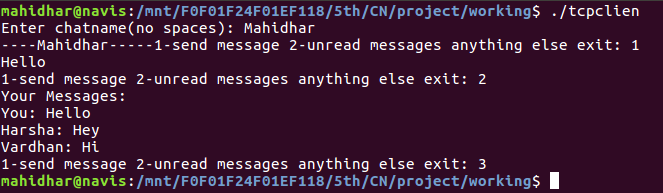 mahidhar@navis:/mnt/F0F01F24F01EF118/5th/CN/project/working$ ./tcpclien
Enter chatname(no spaces): Mahidhar
----Mahidhar-----1-send message 2-unread messages anything else exit: 1
Hello
1-send message 2-unread messages anything else exit: 2
Your Messages:
You: Hello
Harsha: Hey
Vardhan: Hi
1-send message 2-unread messages anything else exit: 3
mahidhar@navis:/mnt/F0F01F24F01EF118/5th/CN/project/working$